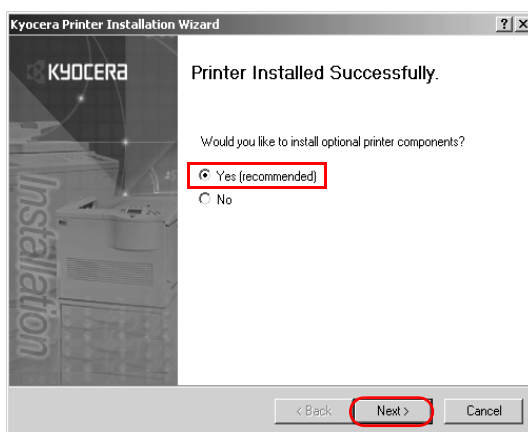 Kyocera Printer Installation Wizard
? X
KYOCERA
Printer Installed Successfully.
Would you like to install optional printer components?
Yes (recommended)
No
Installation
< Back
Next >
Cancel